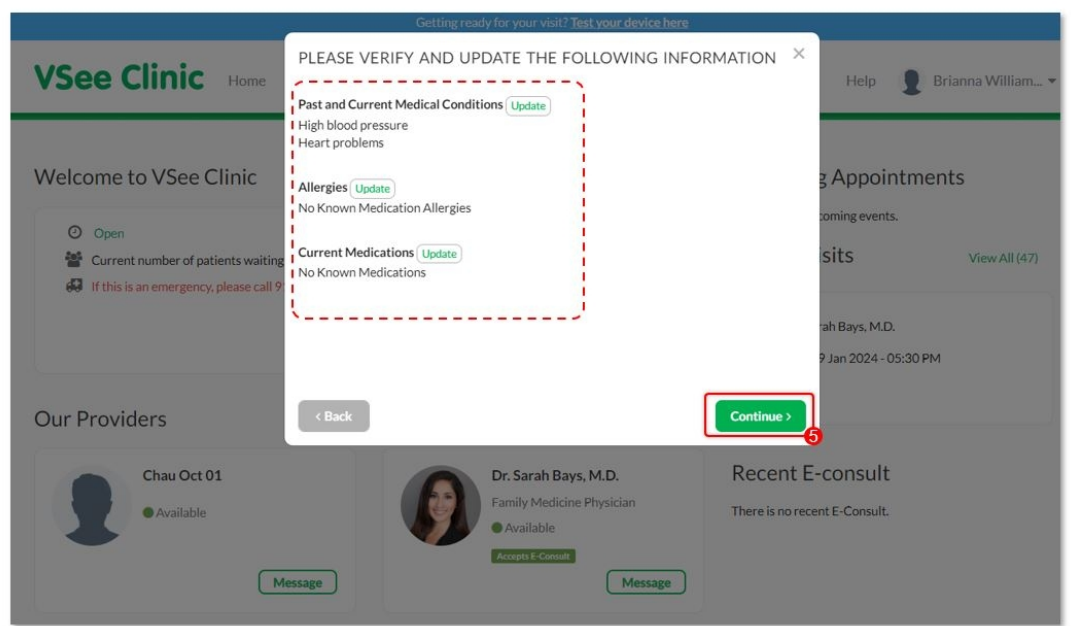 Getting ready for your visit? Test your device here
VSee Clinic Home Help Brianna William...
PLEASE VERIFY AND UPDATE THE FOLLOWING INFORMATION ×
Past and Current Medical Conditions Update
High blood pressure
Heart problems
Allergies Update
No Known Medication Allergies
Current Medications Update
No Known Medications
< Back
Continue >
5
Welcome to VSee Clinic
Open
Current number of patients waiting
If this is an emergency, please call
Appointments
coming events.
View All (47)
Bays, M.D.
Jan 2024 - 05:30 PM
Our Providers
Chau Oct 01
Available
Message
Dr. Sarah Bays, M.D.
Family Medicine Physician
Available
Accepts E-Consult
Message
Recent E-consult
There is no recent E-Consult.